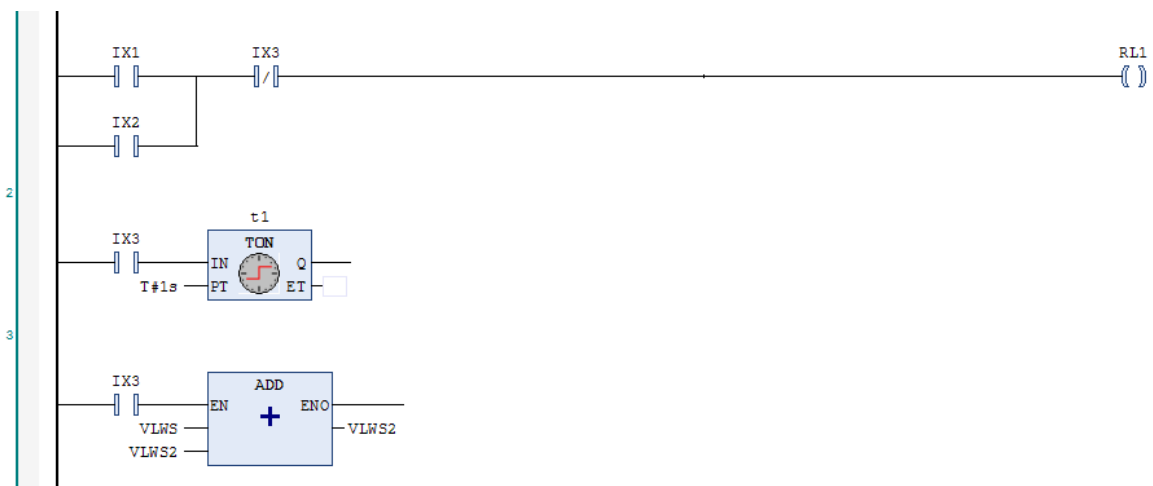 IX1 IX3 RL1
/
IX2
2
t1
IX3 TON
IN Q
T#1s PT ET
3
IX3 ADD
EN ENO
+
VLWS VLWS2
VLWS2